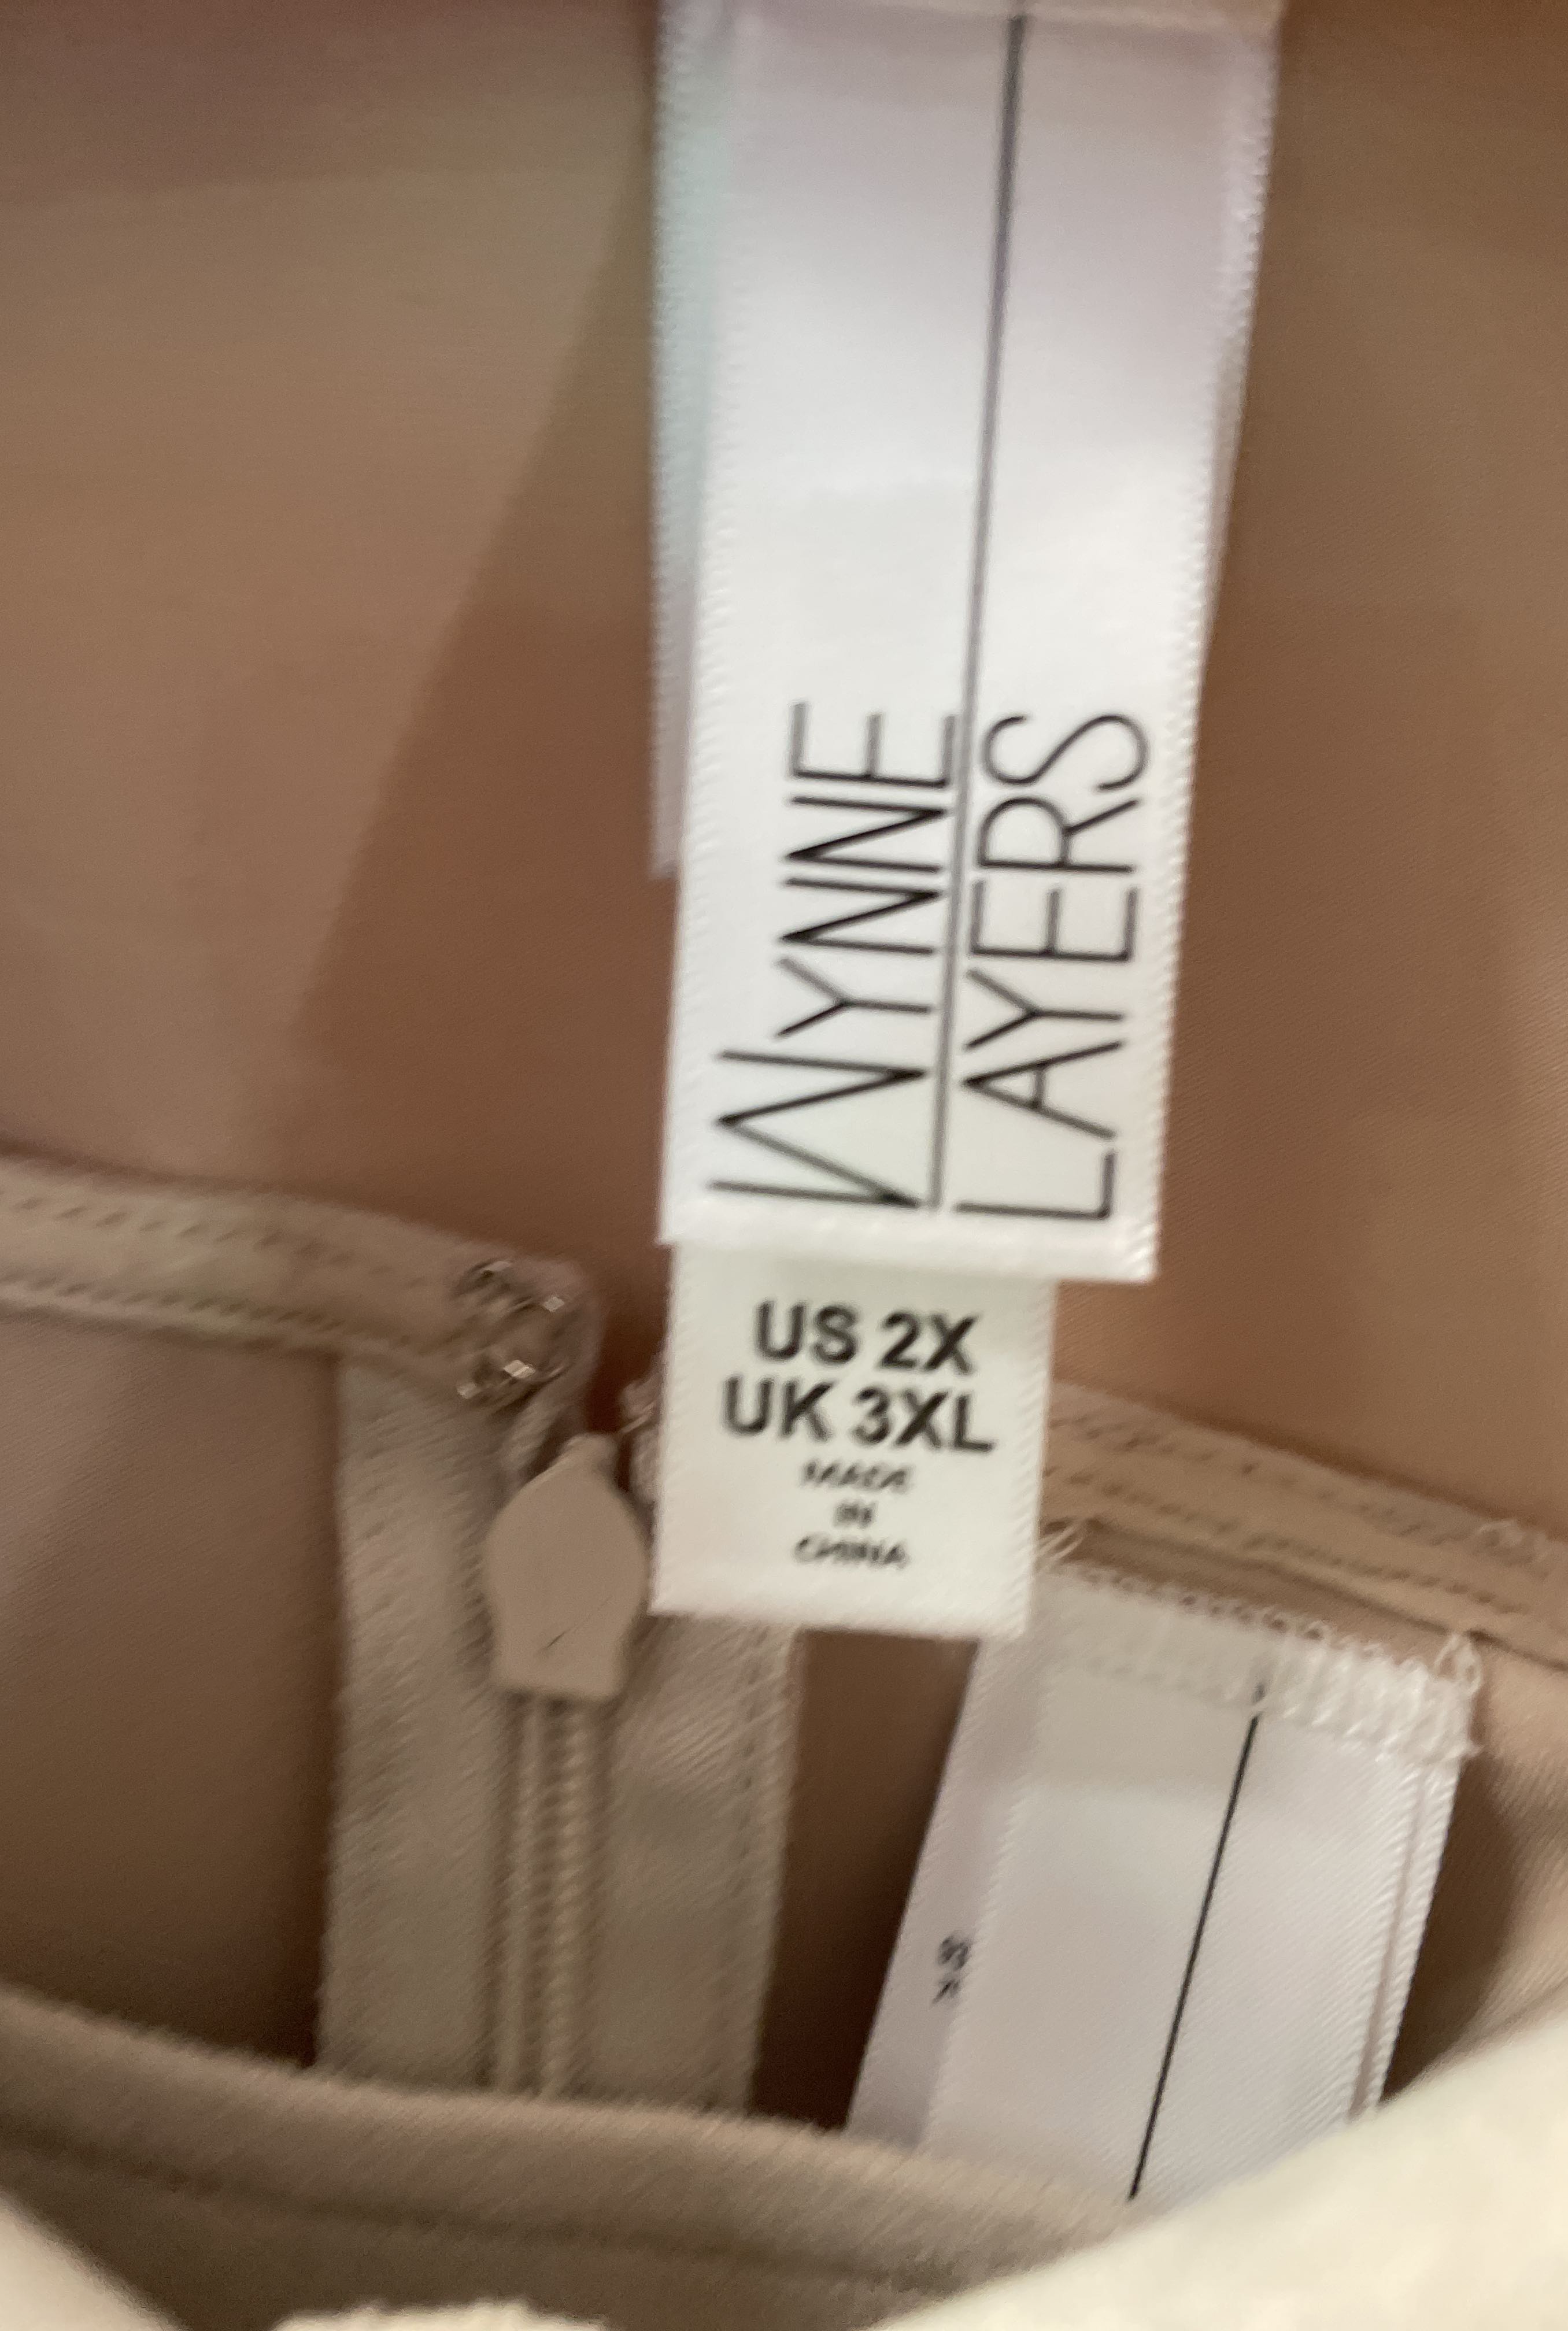 WYNNE
LAYERS
US 2X
UK 3XL
MADE
IN
CHINA